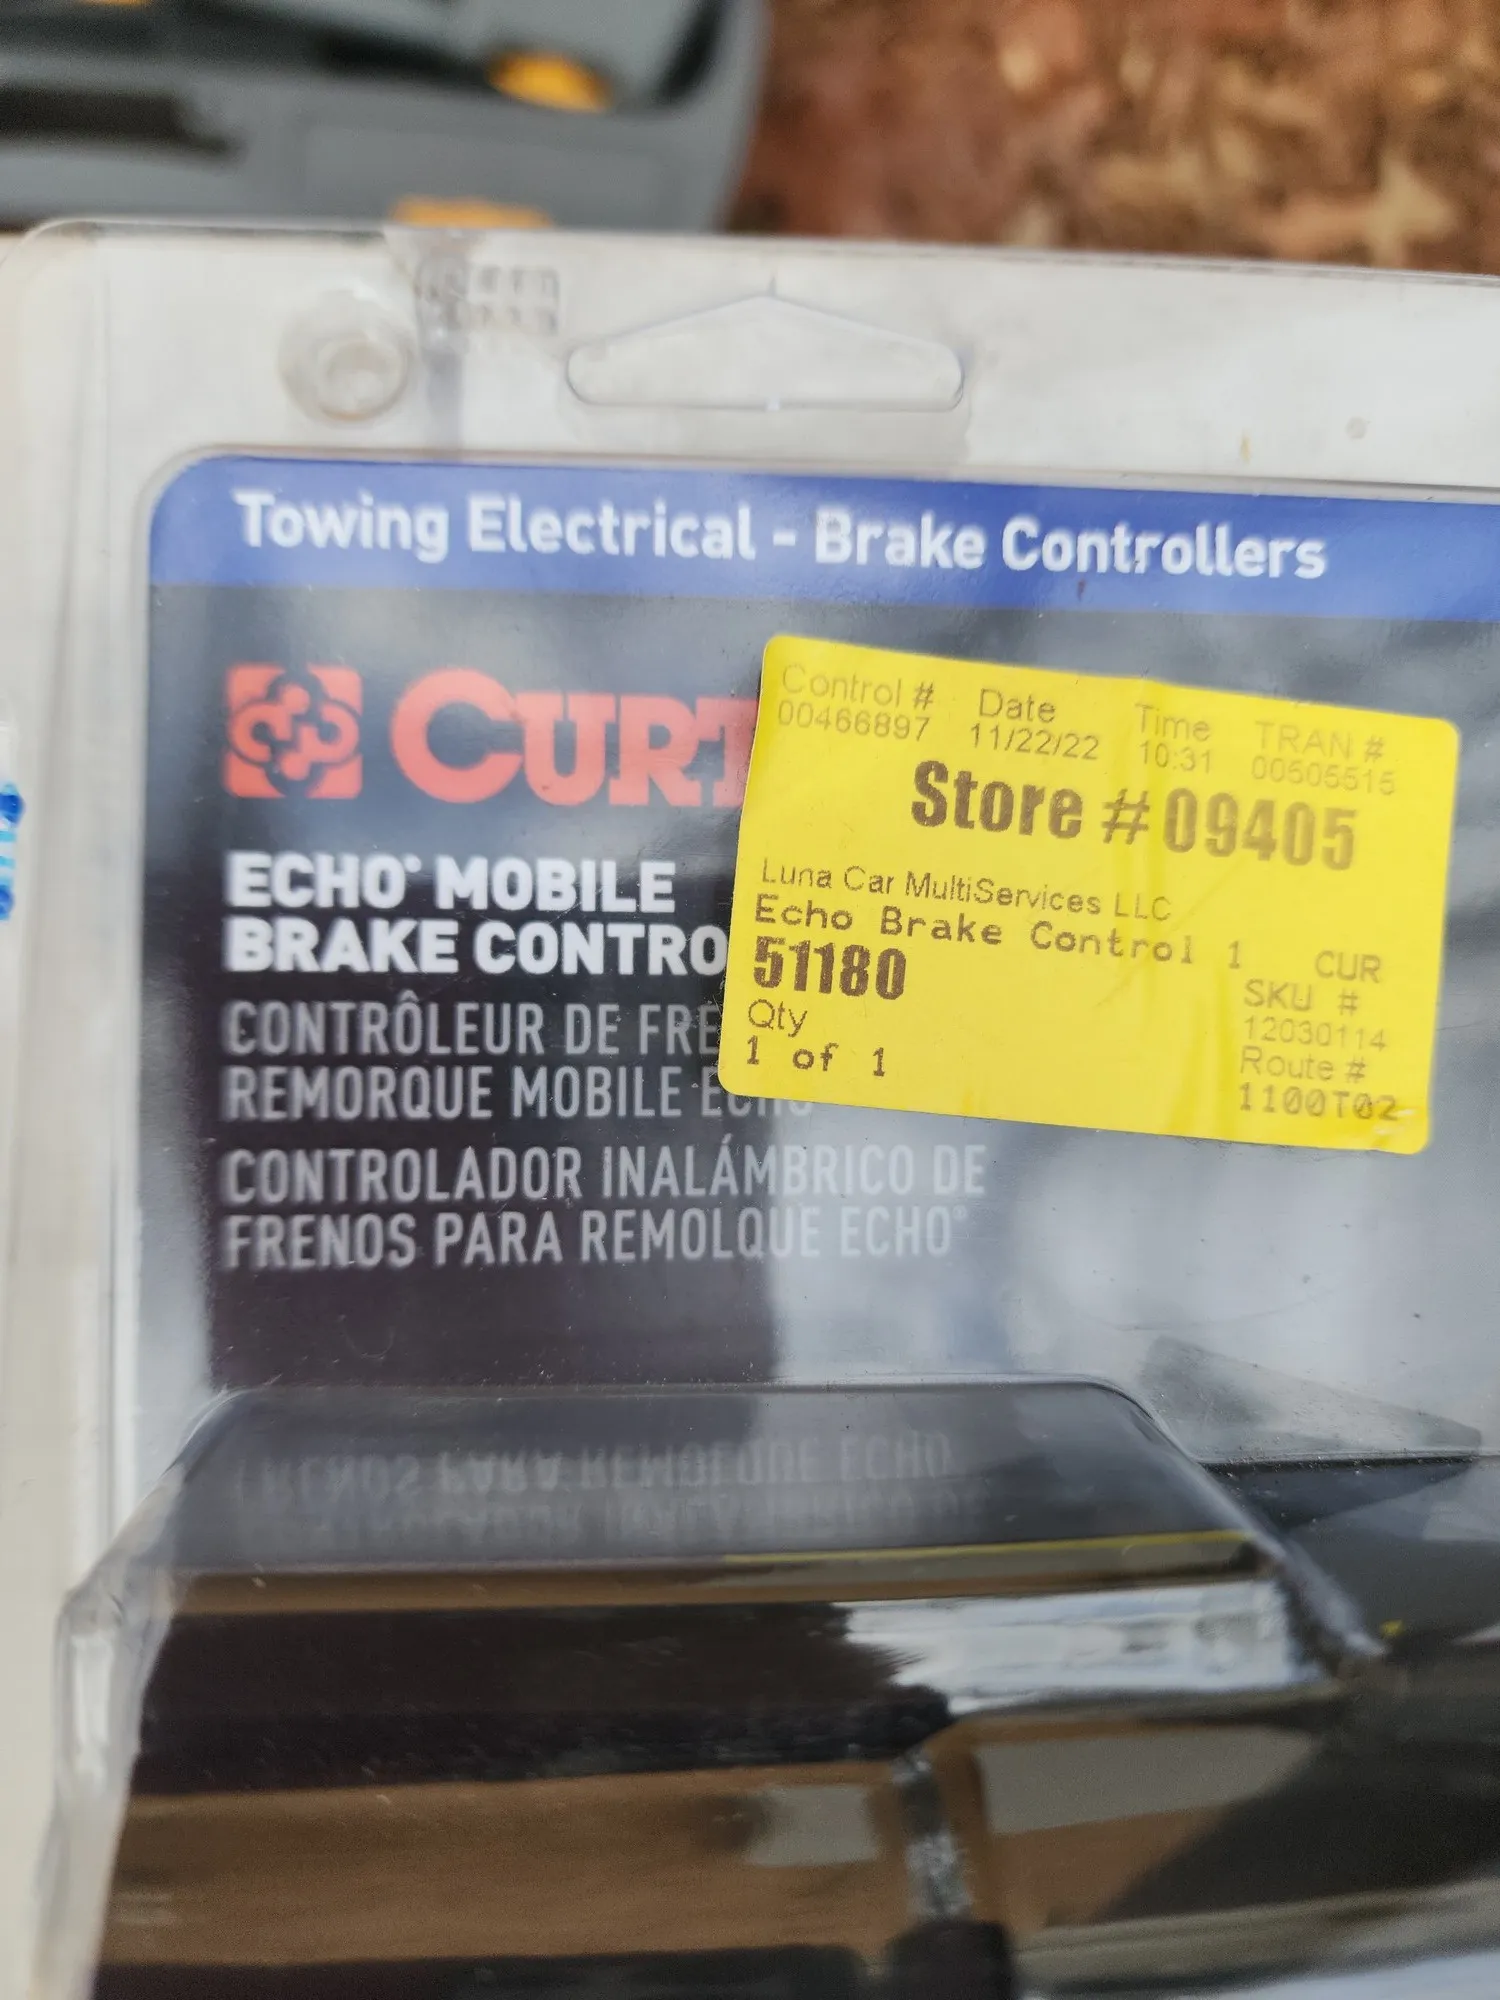 Towing Electrical - Brake Controllers
CURT
ECHO® MOBILE
BRAKE CONTRO
CONTRÔLEUR DE FRE
REMORQUE MOBILE ECHO
CONTROLADOR INALÁMBRICO DE
FRENOS PARA REMOLQUE ECHO®
Control # Date Time TRAN #
00466897 11/22/22 10:31 00505515
Store # 09405
Luna Car MultiServices LLC
Echo Brake Control 1 CUR
51180 SKU #
Qty 12030114
1 of 1 Route #
1100T02